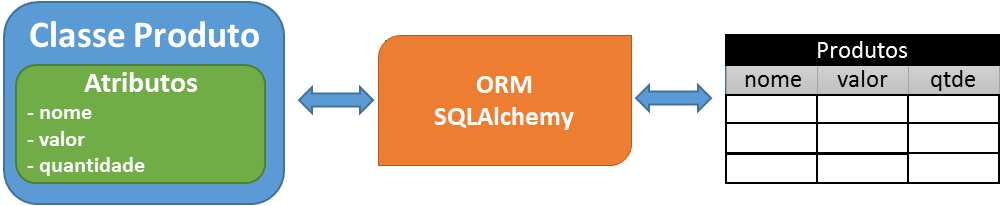 Classe Produto
Atributos
- nome
- valor
- quantidade
ORM
SQLAlchemy
Produtos
nome valor qtde